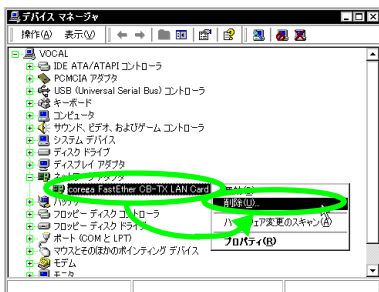 デバイス マネージャ
操作(A) 表示(V)
VOCAL
IDE ATA/ATAPI コントローラ
PCMCIA アダプタ
USB (Universal Serial Bus) コントローラ
キーボード
コンピュータ
サウンド、ビデオ、およびゲーム コントローラ
システム デバイス
ディスク ドライブ
ディスプレイ アダプタ
ネットワーク アダプタ
corega FastEther CB-TX LAN Card
削除(U)...
フロッピー ディスク コントローラ
変更のスキャン(A)
フロッピー ディスク ドライブ
プロパティ(R)
ポート (COM と LPT)
マウスとそのほかのポインティング デバイス
モデム
モニタ